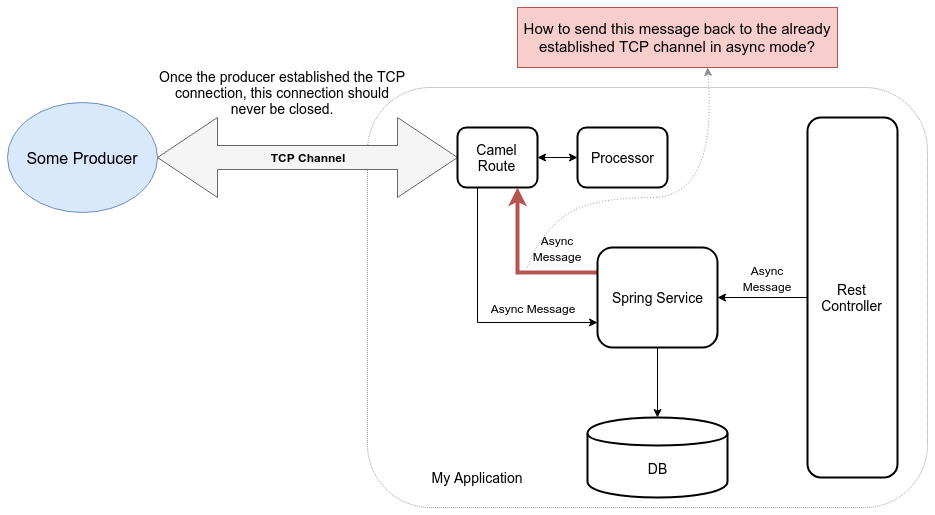 How to send this message back to the already
established TCP channel in async mode?
Once the producer established the TCP
connection, this connection should
never be closed.
Some Producer
TCP Channel
Camel
Route
Processor
Async
Message
Async Message
Spring Service
Async
Message
Rest
Controller
DB
My Application